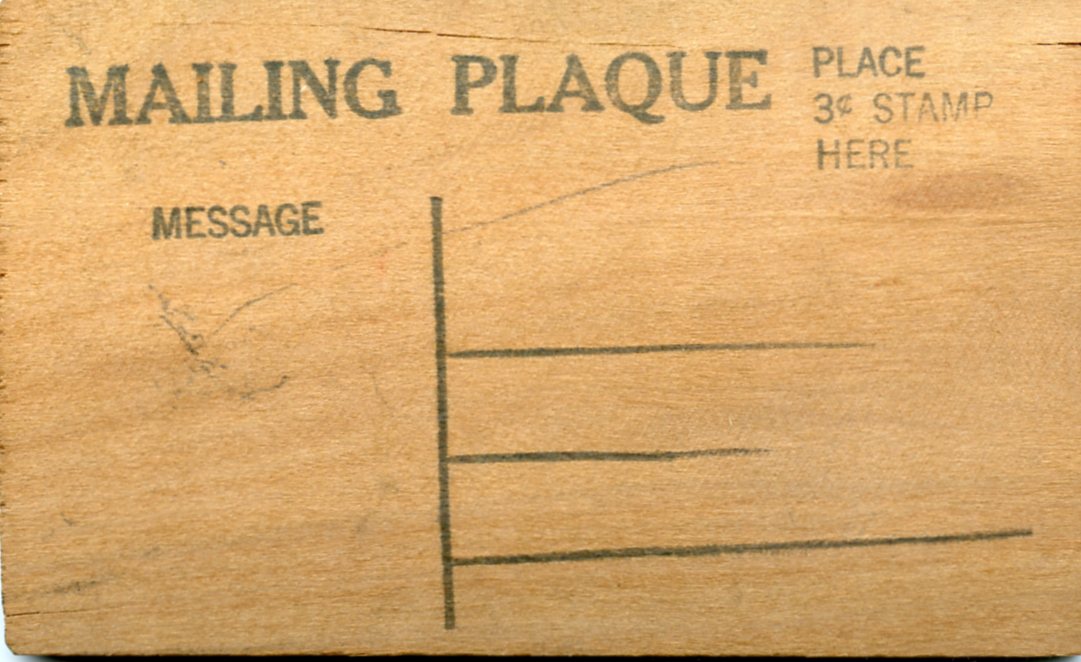 MAILING PLAQUE
PLACE
3¢ STAMP
HERE
MESSAGE